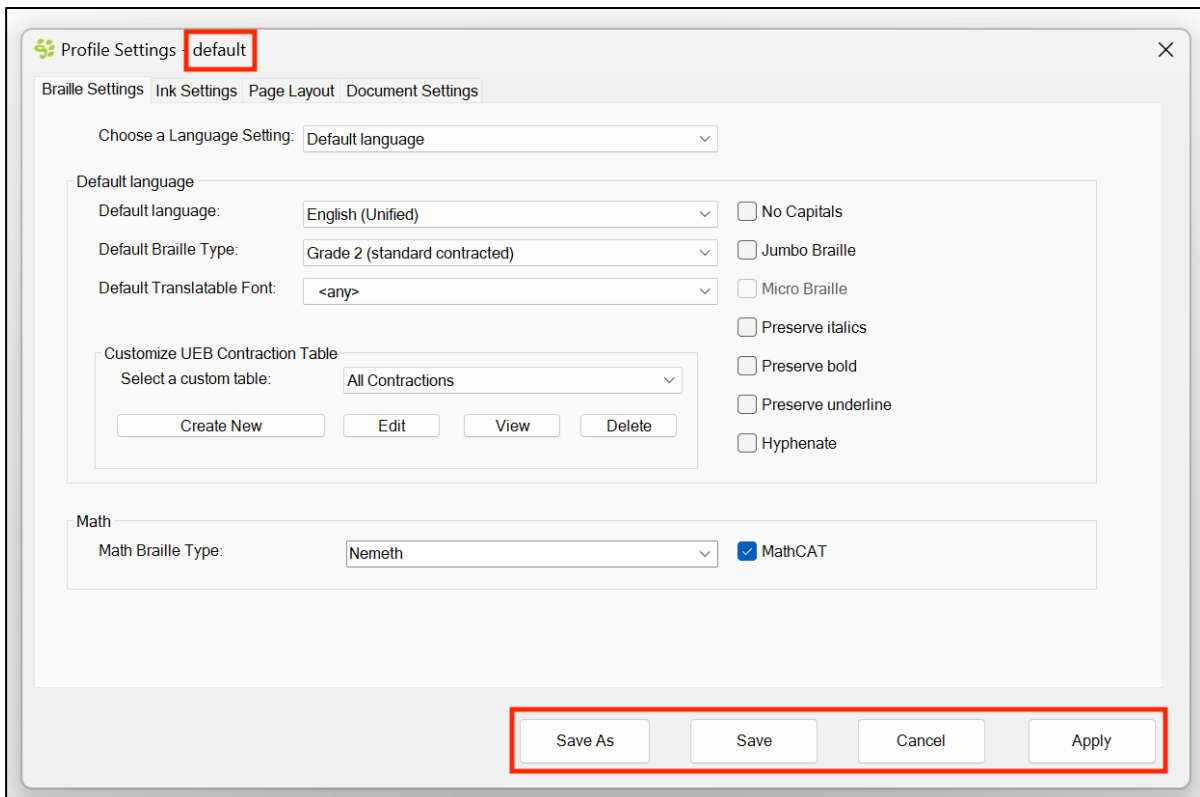 Profile Settings - default
Braille Settings Ink Settings Page Layout Document Settings
Choose a Language Setting: Default language
Default language
Default language: English (Unified) No Capitals
Default Braille Type: Grade 2 (standard contracted) Jumbo Braille
Default Translatable Font: <any> Micro Braille
Preserve italics
Customize UEB Contraction Table
Preserve bold
Select a custom table: All Contractions
Preserve underline
Create New Edit View Delete
Hyphenate
Math
Math Braille Type: Nemeth MathCAT
Save As Save Cancel Apply